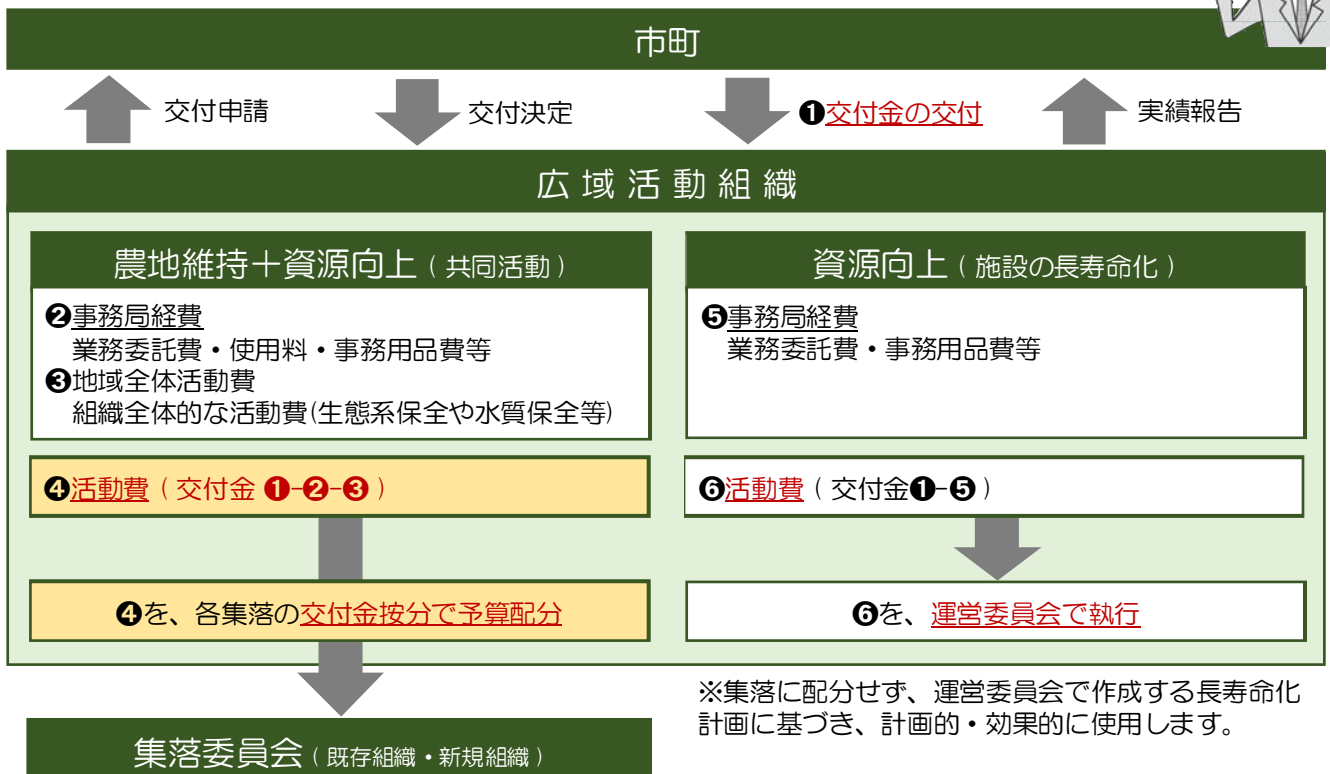 市町
交付申請
交付決定
❶交付金の交付
実績報告
広域活動組織
農地維持＋資源向上（共同活動）
❷事務局経費
業務委託費・使用料・事務用品費等
❸地域全体活動費
組織全体的な活動費(生態系保全や水質保全等)
❹活動費（交付金 ❶-❷-❸）
❹を、各集落の交付金按分で予算配分
集落委員会（既存組織・新規組織）
資源向上（施設の長寿命化）
❺事務局経費
業務委託費・事務用品費等
❻活動費（交付金❶-❺）
❻を、運営委員会で執行
※集落に配分せず、運営委員会で作成する長寿命化
計画に基づき、計画的・効果的に使用します。